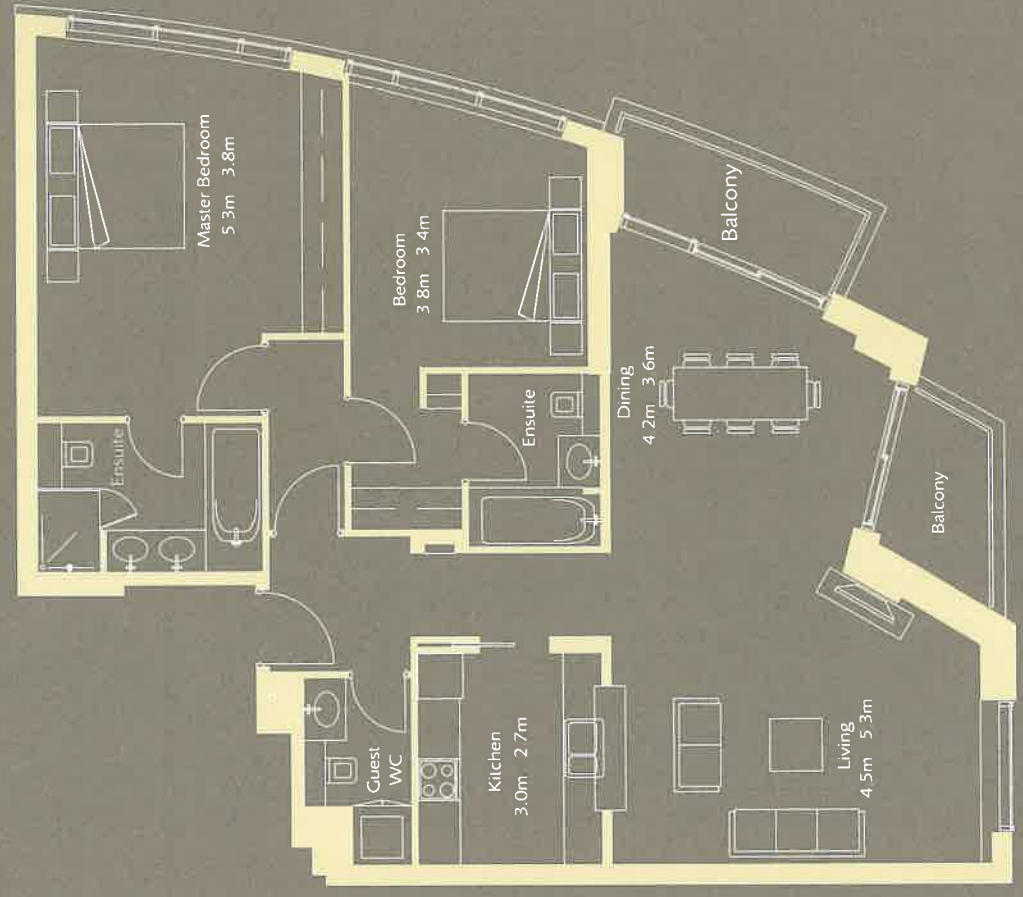 Master Bedroom
5 3m 3.8m
Bedroom
3 8m 3 4m
Balcony
Ensuite
Ensuite
Dining
4.2m 3 6m
Balcony
Guest
WC
Kitchen
3.0m 2 7m
Living
4.5m 5 3m